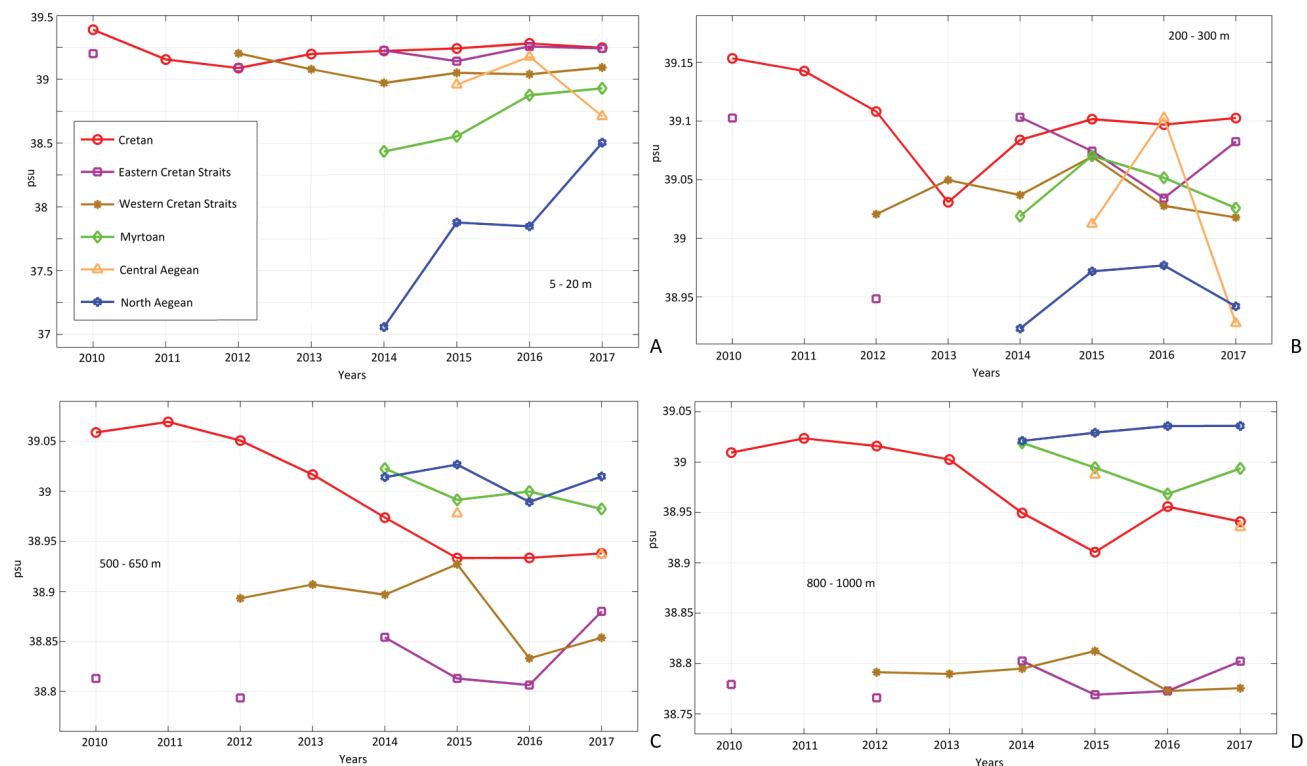 39.5
39
38.5
38
37.5
37
psu
Cretan
Eastern Cretan Straits
Western Cretan Straits
Myrtoan
Central Aegean
North Aegean
5 - 20 m
2010 2011 2012 2013 2014 2015 2016 2017
Years
A
200 - 300 m
39.15
39.1
39.05
39
38.95
psu
2010 2011 2012 2013 2014 2015 2016 2017
Years
B
39.05
39
38.95
38.9
38.85
38.8
psu
500 - 650 m
2010 2011 2012 2013 2014 2015 2016 2017
Years
C
39.05
39
38.95
38.9
38.85
38.8
38.75
psu
800 - 1000 m
2010 2011 2012 2013 2014 2015 2016 2017
Years
D